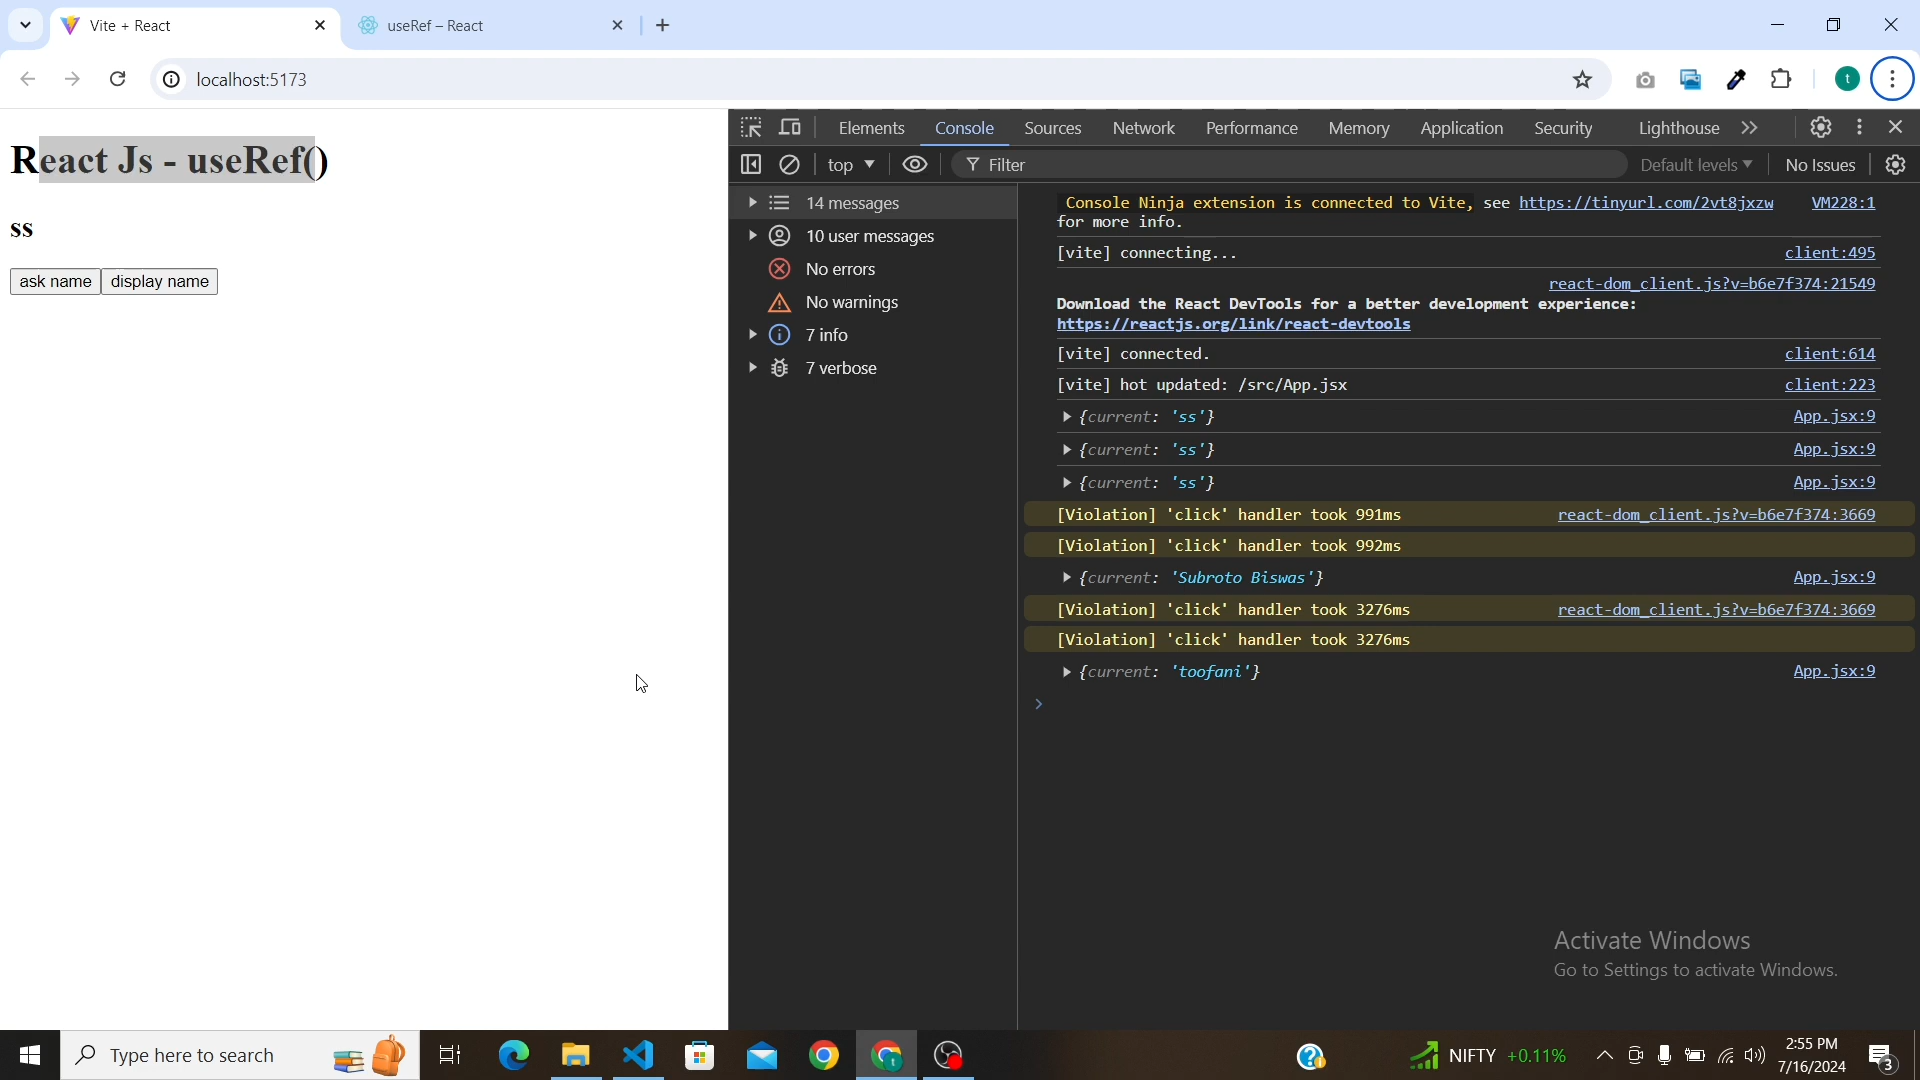 Vite + React
useRef – React
localhost:5173
t
React Js - useRef()
ss
ask name
display name
Elements
Console
Sources
Network
Performance
Memory
Application
Security
Lighthouse
top
Filter
Default levels
No Issues
14 messages
10 user messages
No errors
No warnings
7 info
7 verbose
Console Ninja extension is connected to Vite, see https://tinyurl.com/2vt8jxzw VM228:1
for more info.
[vite] connecting... client:495
react-dom_client.js?v=b6e7f374:21549
Download the React DevTools for a better development experience:
https://reactjs.org/link/react-devtools
[vite] connected. client:614
[vite] hot updated: /src/App.jsx client:223
{current: 'ss'} App.jsx:9
{current: 'ss'} App.jsx:9
{current: 'ss'} App.jsx:9
[Violation] 'click' handler took 991ms react-dom_client.js?v=b6e7f374:3669
[Violation] 'click' handler took 992ms
{current: 'Subroto Biswas'} App.jsx:9
[Violation] 'click' handler took 3276ms react-dom_client.js?v=b6e7f374:3669
[Violation] 'click' handler took 3276ms
{current: 'toofani'} App.jsx:9
Activate Windows
Go to Settings to activate Windows.
Type here to search
t
NIFTY +0.11%
2:55 PM
7/16/2024
3